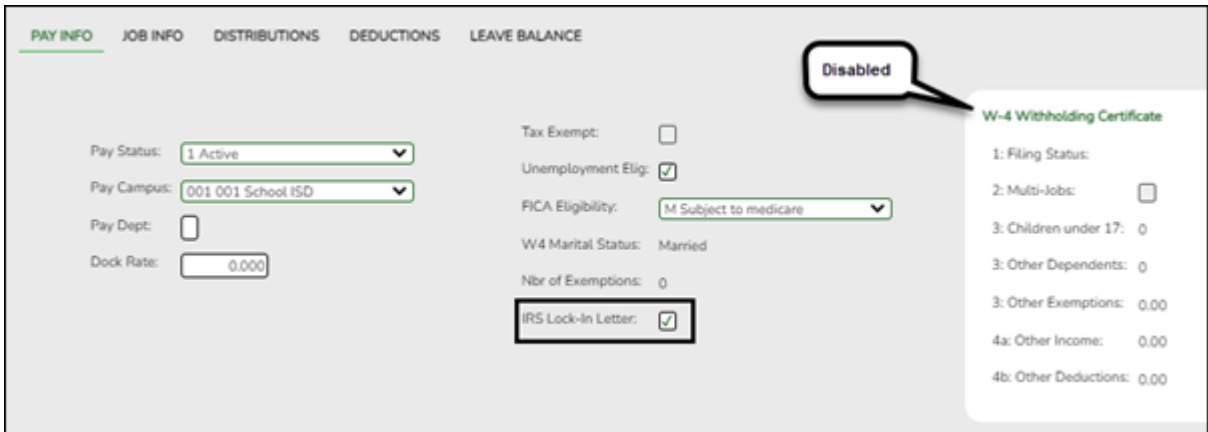 PAY INFO JOB INFO DISTRIBUTIONS DEDUCTIONS LEAVE BALANCE
Disabled
Pay Status: 1 Active
Pay Campus: 001 001 School ISD
Pay Dept:
Dock Rate: 0.000
Tax Exempt:
Unemployment Elig:
FICA Eligibility: M Subject to medicare
W4 Marital Status: Married
Nbr of Exemptions: 0
IRS Lock-In Letter:
W-4 Withholding Certificate
1: Filing Status:
2: Multi-Jobs:
3: Children under 17: 0
3: Other Dependents: 0
3: Other Exemptions: 0.00
4a: Other Income: 0.00
4b: Other Deductions: 0.00